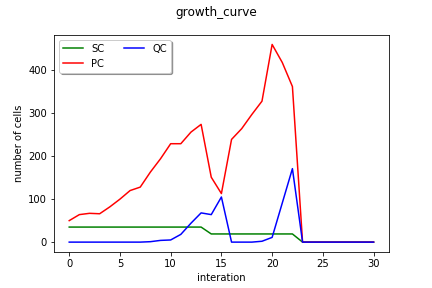 growth_curve
SC QC
PC
number of cells
400
300
200
100
0
0 5 10 15 20 25 30
interation